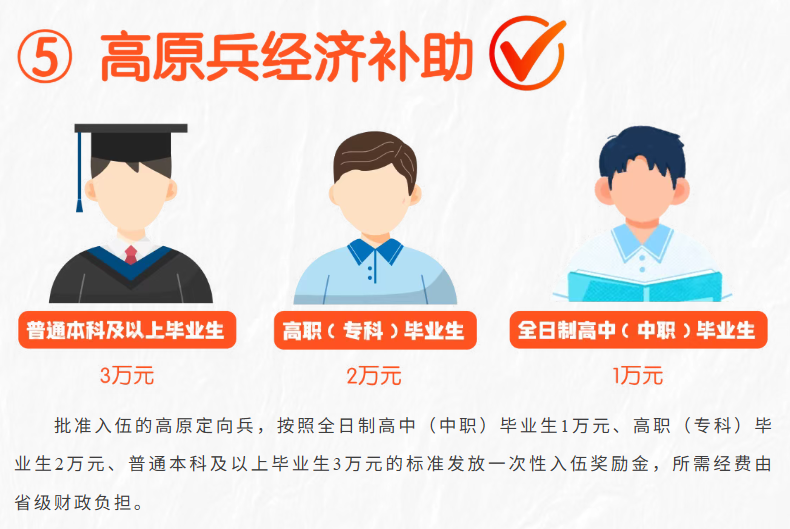 ⑤ 高原兵经济补助
普通本科及以上毕业生
高职（专科）毕业生
全日制高中（中职）毕业生
3万元
2万元
1万元
批准入伍的高原定向兵，按照全日制高中（中职）毕业生1万元、高职（专科）毕
业生2万元、普通本科及以上毕业生3万元的标准发放一次性入伍奖励金，所需经费由
省级财政负担。